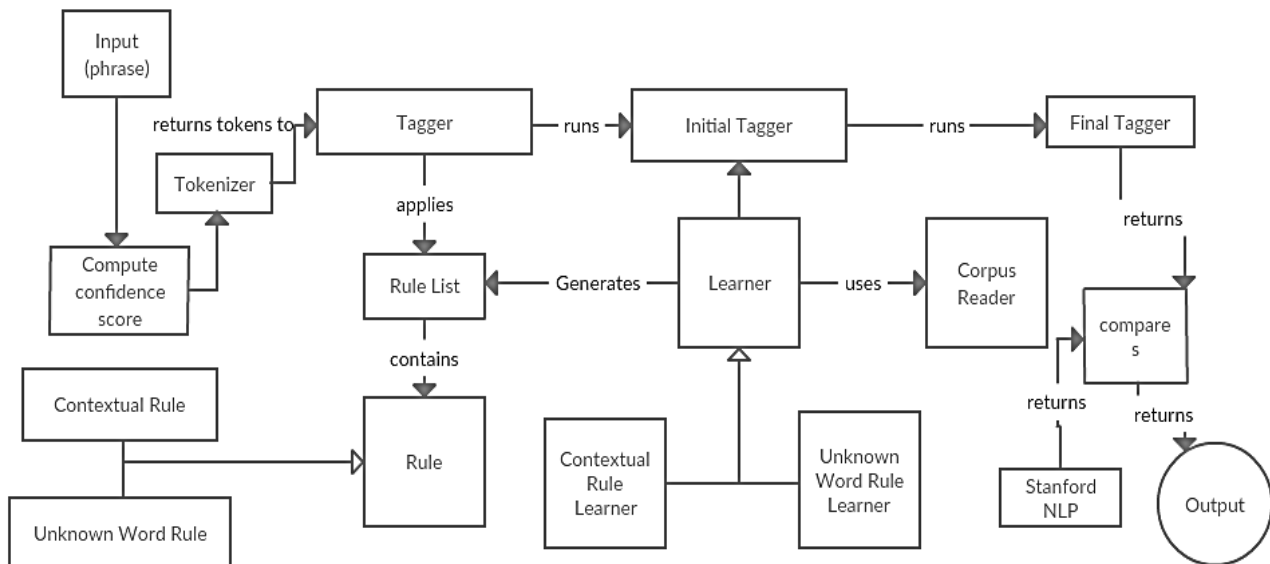 Input
(phrase)
returns tokens to
Tagger
runs
Initial Tagger
runs
Final Tagger
Tokenizer
applies
returns
Compute
confidence
score
Rule List
Generates
Learner
uses
Corpus
Reader
compare
s
contains
Contextual Rule
returns
returns
Rule
Contextual
Rule
Learner
Unknown
Word Rule
Learner
Stanford
NLP
Output
Unknown Word Rule